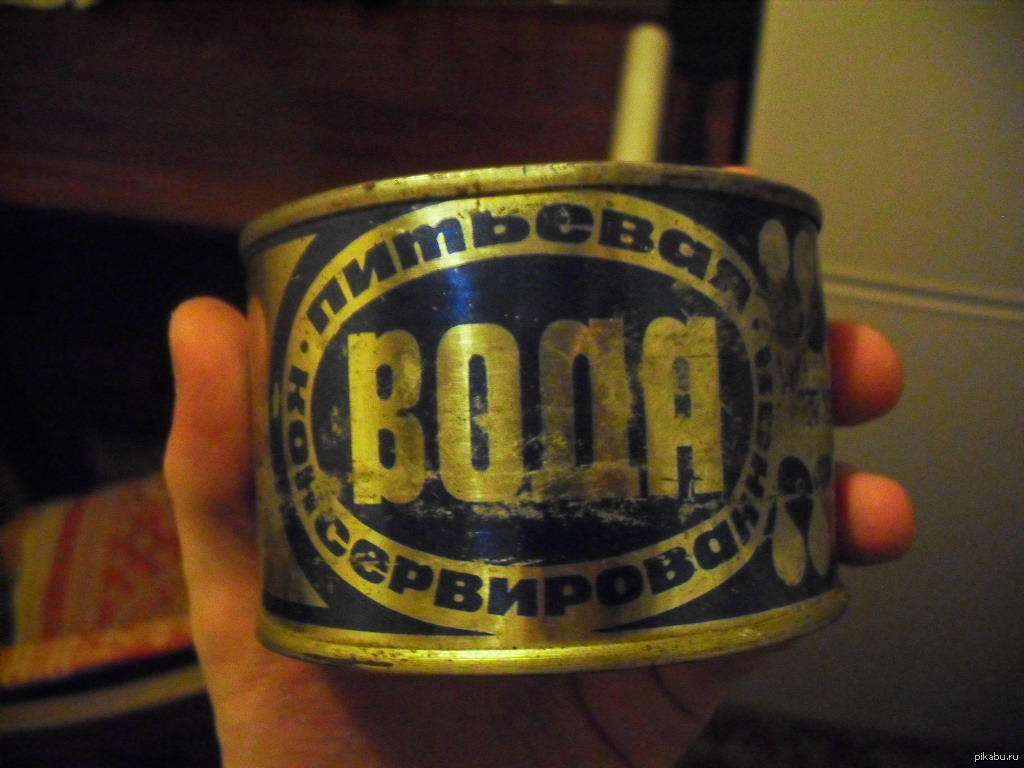 питьевая
ВОДА
консервированная
pikabu.ru